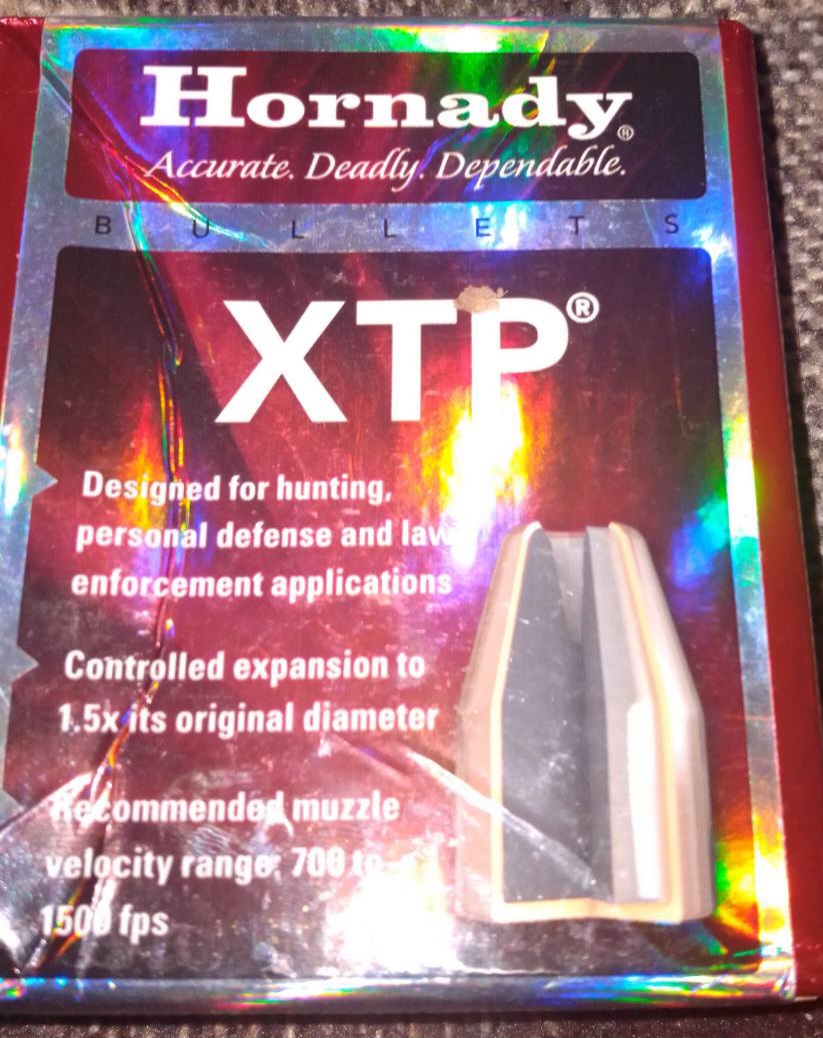 Hornady®
Accurate. Deadly. Dependable.
BULLETS
XTP®
Designed for hunting,
personal defense and law
enforcement applications
Controlled expansion to
1.5x its original diameter
Recommended muzzle
velocity range; 700 to
1500 fps